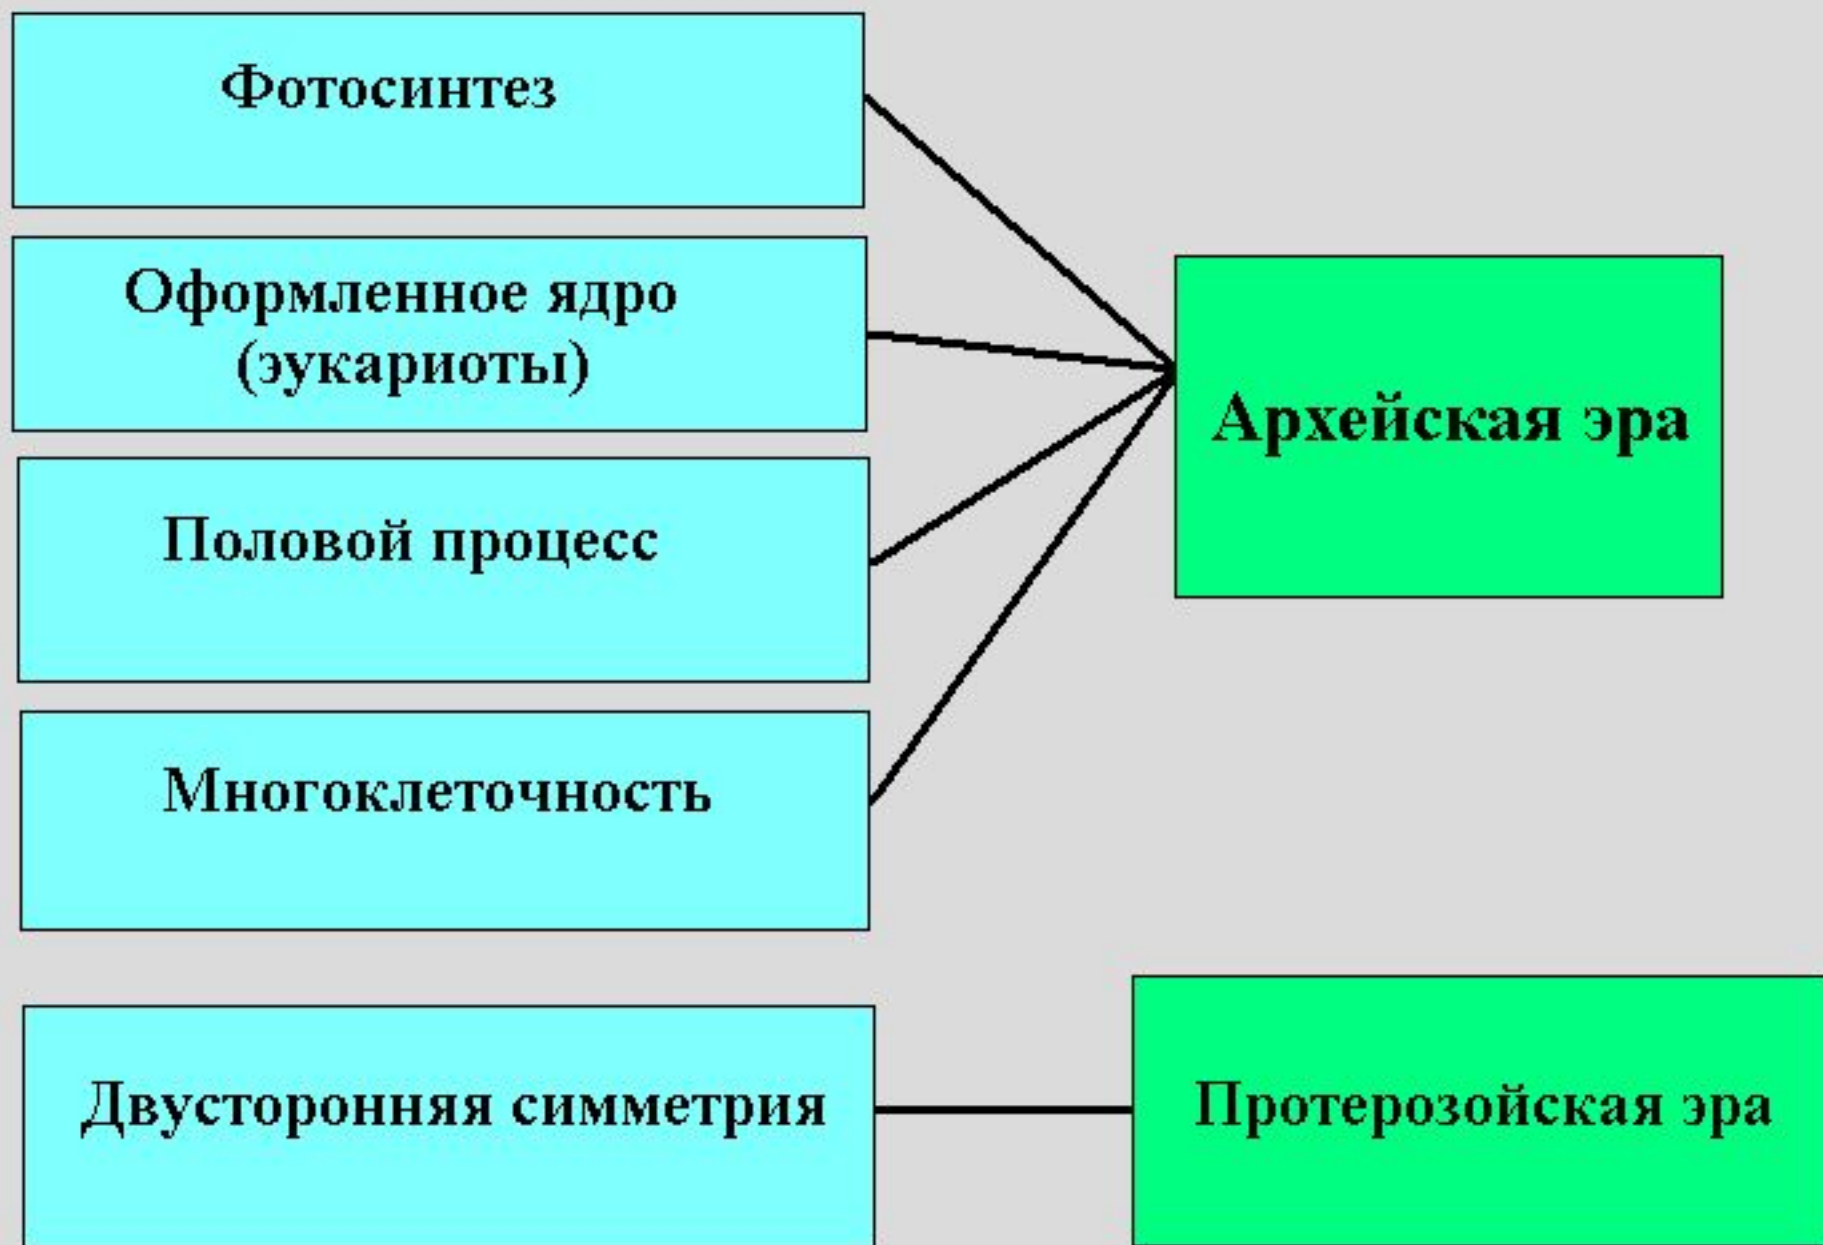 Фотосинтез
Оформленное ядро
(эукариоты)
Архейская эра
Половой процесс
Многоклеточность
Двусторонняя симметрия
Протерозойская эра